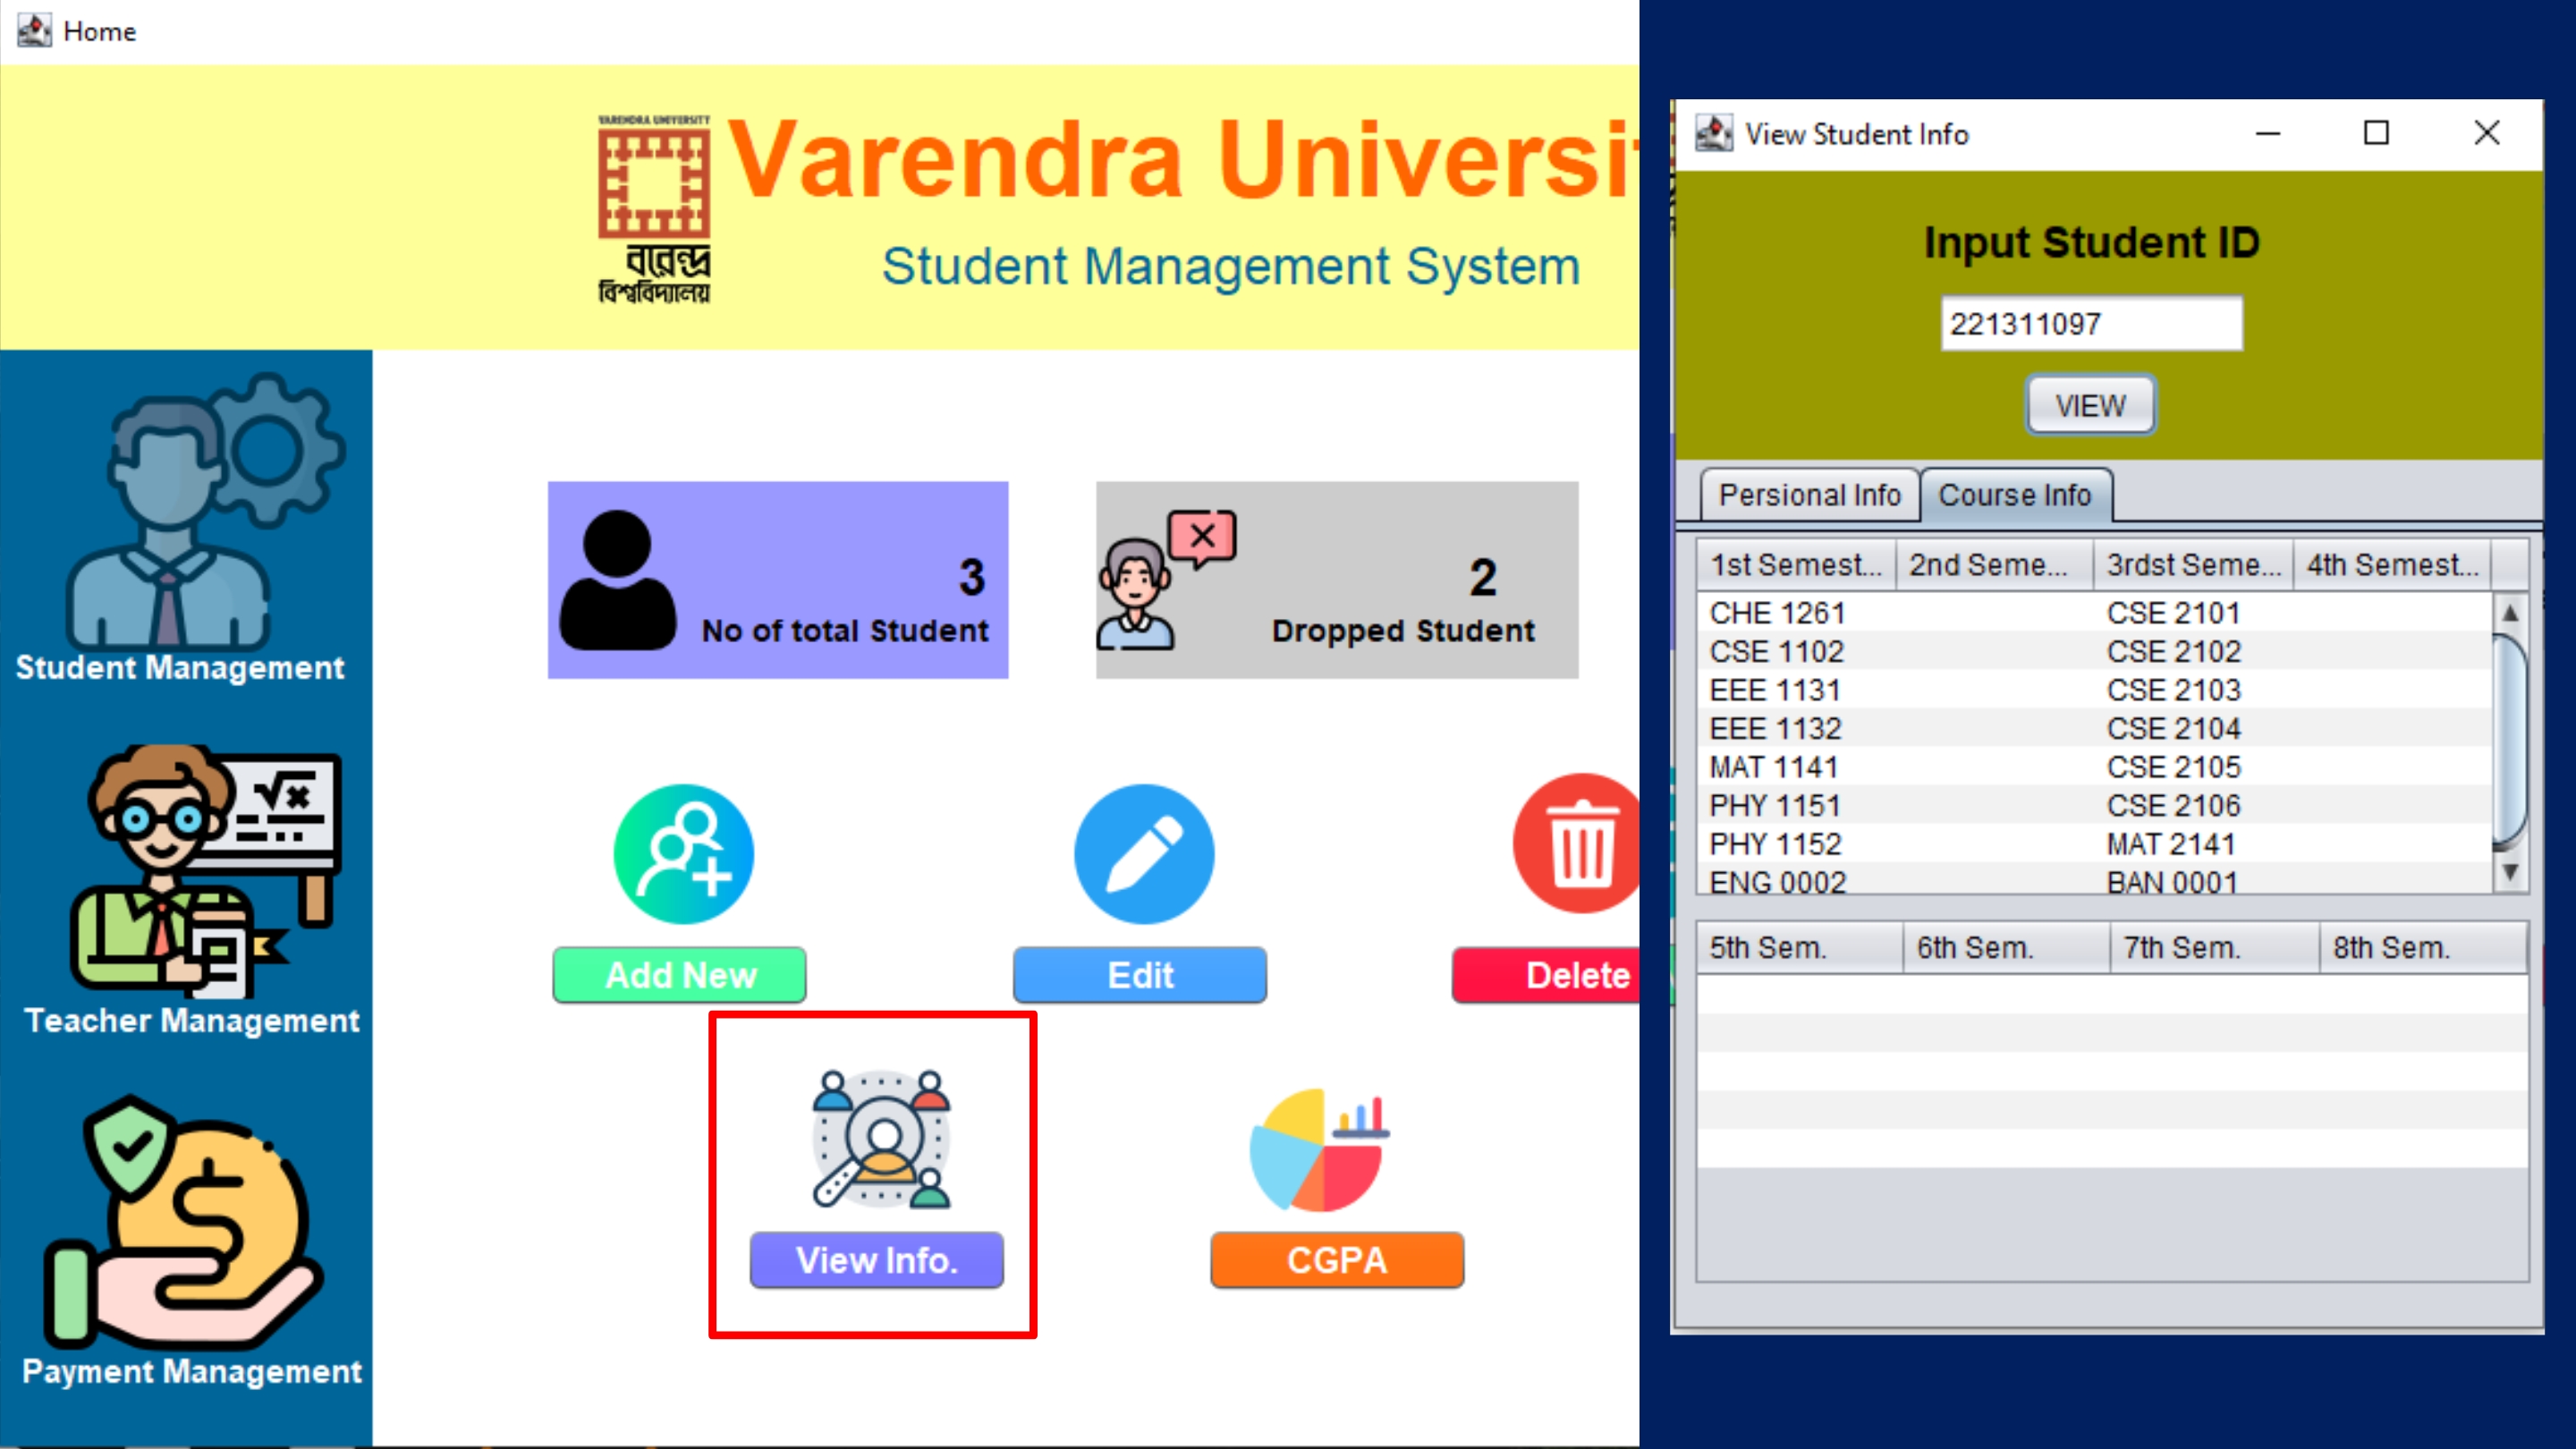 Home
VARENDRA UNIVERSITY
বরেন্দ্র
বিশ্ববিদ্যালয়
Varendra Universi
Student Management System
Student Management
Teacher Management
Payment Management
3
No of total Student
2
Dropped Student
Add New
Edit
Delete
View Info.
CGPA
View Student Info
Input Student ID
221311097
VIEW
Persional Info Course Info
1st Semest... 2nd Seme... 3rdst Seme... 4th Semest...
CHE 1261 CSE 2101
CSE 1102 CSE 2102
EEE 1131 CSE 2103
EEE 1132 CSE 2104
MAT 1141 CSE 2105
PHY 1151 CSE 2106
PHY 1152 MAT 2141
ENG 0002 BAN 0001
5th Sem. 6th Sem. 7th Sem. 8th Sem.